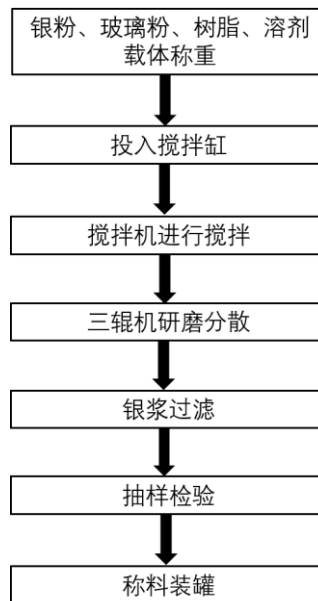 银粉、玻璃粉、树脂、溶剂
载体称重
投入搅拌缸
搅拌机进行搅拌
三辊机研磨分散
银浆过滤
抽样检验
称料装罐